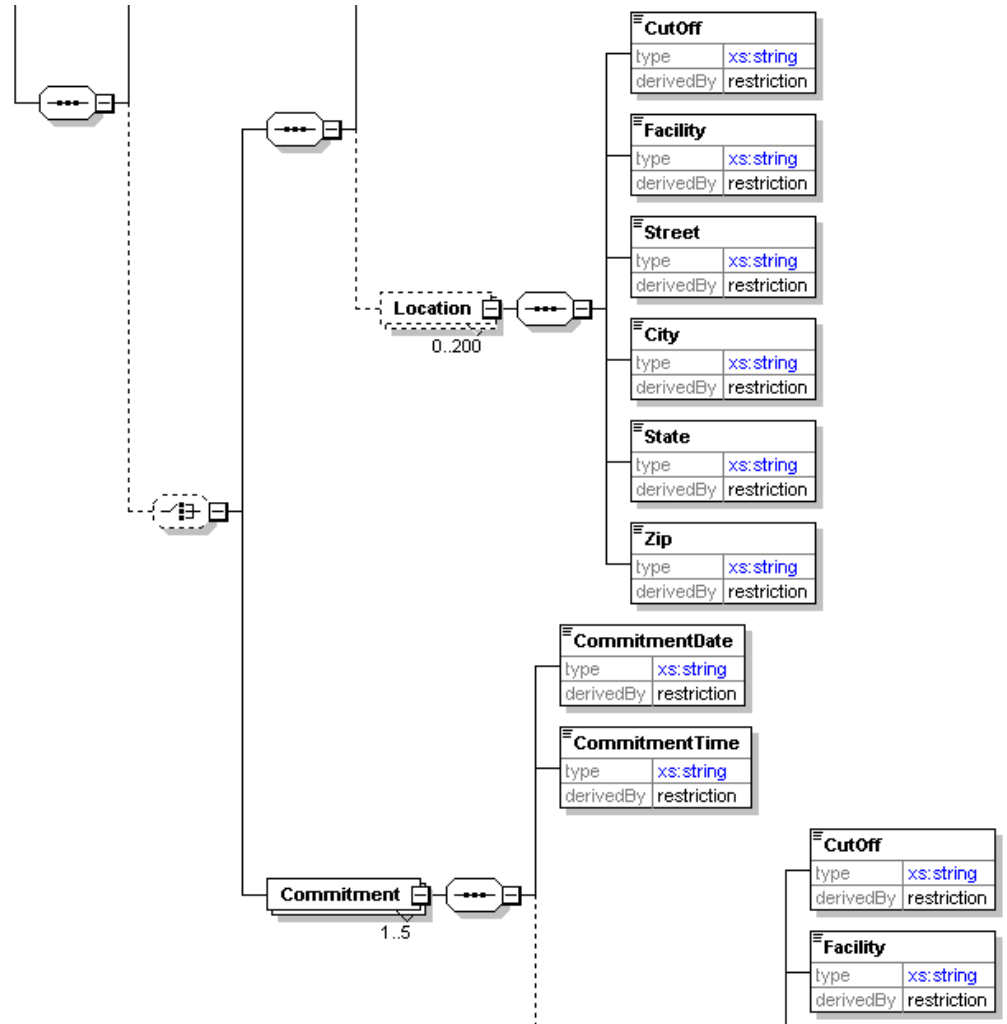 CutOff
type xs:string
derivedBy restriction
Facility
type xs:string
derivedBy restriction
Street
type xs:string
derivedBy restriction
Location
0..200
City
type xs:string
derivedBy restriction
State
type xs:string
derivedBy restriction
Zip
type xs:string
derivedBy restriction
CommitmentDate
type xs:string
derivedBy restriction
CommitmentTime
type xs:string
derivedBy restriction
Commitment
1..5
CutOff
type xs:string
derivedBy restriction
Facility
type xs:string
derivedBy restriction